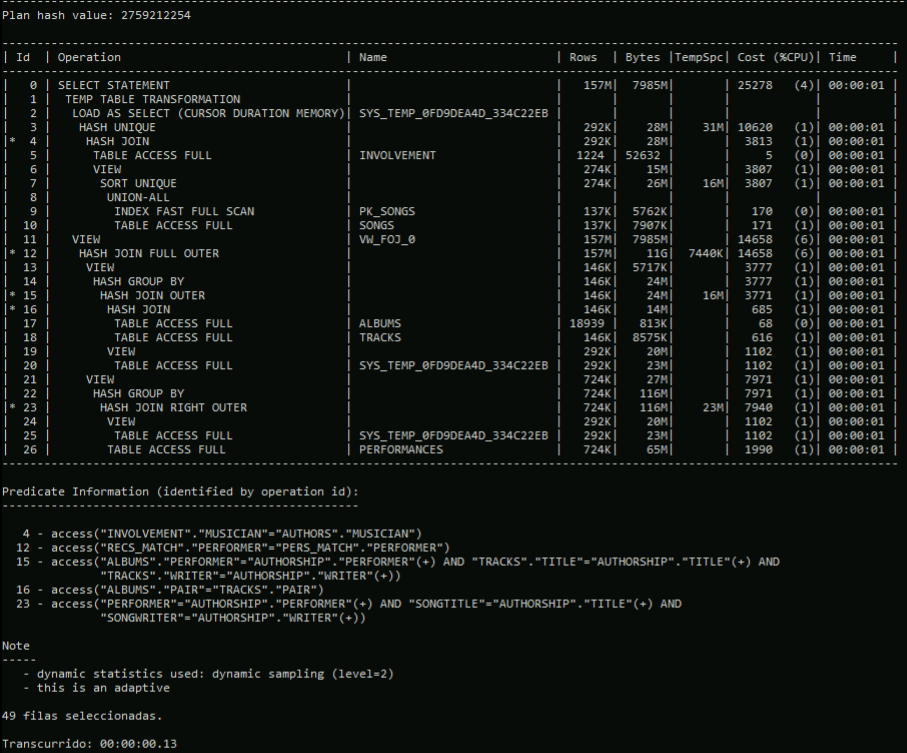 Plan hash value: 2759212254

--------------------------------------------------------------------------------------------------------------------------------
| Id  | Operation                                | Name                        | Rows  | Bytes |TempSpc| Cost (%CPU)| Time     |
--------------------------------------------------------------------------------------------------------------------------------
|   0 | SELECT STATEMENT                         |                             |   157M|  7985M|       | 25278   (4)| 00:00:01 |
|   1 |  TEMP TABLE TRANSFORMATION               |                             |       |       |       |            |          |
|   2 |   LOAD AS SELECT (CURSOR DURATION MEMORY)| SYS_TEMP_0FD9DEA4D_334C22EB |       |       |       |            |          |
|   3 |    HASH UNIQUE                           |                             |   292K|    28M|    31M| 10620   (1)| 00:00:01 |
|*  4 |     HASH JOIN                            |                             |   292K|    28M|       |  3813   (1)| 00:00:01 |
|   5 |      TABLE ACCESS FULL                   | INVOLVEMENT                 |  1224 | 52632 |       |     5   (0)| 00:00:01 |
|   6 |      VIEW                                |                             |   274K|    15M|       |  3807   (1)| 00:00:01 |
|   7 |       SORT UNIQUE                        |                             |   274K|    26M|    16M|  3807   (1)| 00:00:01 |
|   8 |        UNION-ALL                         |                             |       |       |       |            |          |
|   9 |         INDEX FAST FULL SCAN             | PK_SONGS                    |   137K|  5762K|       |   170   (0)| 00:00:01 |
|  10 |         TABLE ACCESS FULL                | SONGS                       |   137K|  7907K|       |   171   (1)| 00:00:01 |
|  11 |   VIEW                                   | VW_FOJ_0                    |   157M|  7985M|       | 14658   (6)| 00:00:01 |
|* 12 |    HASH JOIN FULL OUTER                  |                             |   157M|    11G|  7440K| 14658   (6)| 00:00:01 |
|  13 |     VIEW                                 |                             |   146K|  5717K|       |  3777   (1)| 00:00:01 |
|  14 |      HASH GROUP BY                       |                             |   146K|    24M|       |  3777   (1)| 00:00:01 |
|* 15 |       HASH JOIN OUTER                    |                             |   146K|    24M|    16M|  3771   (1)| 00:00:01 |
|* 16 |        HASH JOIN                         |                             |   146K|    14M|       |   685   (1)| 00:00:01 |
|  17 |         TABLE ACCESS FULL                | ALBUMS                      | 18939 |   813K|       |    68   (0)| 00:00:01 |
|  18 |         TABLE ACCESS FULL                | TRACKS                      |   146K|  8575K|       |   616   (1)| 00:00:01 |
|  19 |        VIEW                              |                             |   292K|    20M|       |  1102   (1)| 00:00:01 |
|  20 |         TABLE ACCESS FULL                | SYS_TEMP_0FD9DEA4D_334C22EB |   292K|    23M|       |  1102   (1)| 00:00:01 |
|  21 |     VIEW                                 |                             |   724K|    27M|       |  7971   (1)| 00:00:01 |
|  22 |      HASH GROUP BY                       |                             |   724K|   116M|       |  7971   (1)| 00:00:01 |
|* 23 |       HASH JOIN RIGHT OUTER              |                             |   724K|   116M|    23M|  7940   (1)| 00:00:01 |
|  24 |        VIEW                              |                             |   292K|    20M|       |  1102   (1)| 00:00:01 |
|  25 |         TABLE ACCESS FULL                | SYS_TEMP_0FD9DEA4D_334C22EB |   292K|    23M|       |  1102   (1)| 00:00:01 |
|  26 |        TABLE ACCESS FULL                 | PERFORMANCES                |   724K|    65M|       |  1990   (1)| 00:00:01 |
--------------------------------------------------------------------------------------------------------------------------------

Predicate Information (identified by operation id):
---------------------------------------------------

   4 - access("INVOLVEMENT"."MUSICIAN"="AUTHORS"."MUSICIAN")
  12 - access("RECS_MATCH"."PERFORMER"="PERS_MATCH"."PERFORMER")
  15 - access("ALBUMS"."PERFORMER"="AUTHORSHIP"."PERFORMER"(+) AND "TRACKS"."TITLE"="AUTHORSHIP"."TITLE"(+) AND
              "TRACKS"."WRITER"="AUTHORSHIP"."WRITER"(+))
  16 - access("ALBUMS"."PAIR"="TRACKS"."PAIR")
  23 - access("PERFORMER"="AUTHORSHIP"."PERFORMER"(+) AND "SONGTITLE"="AUTHORSHIP"."TITLE"(+) AND
              "SONGWRITER"="AUTHORSHIP"."WRITER"(+))

Note
-----
   - dynamic statistics used: dynamic sampling (level=2)
   - this is an adaptive

49 filas seleccionadas.

Transcurrido: 00:00:00.13